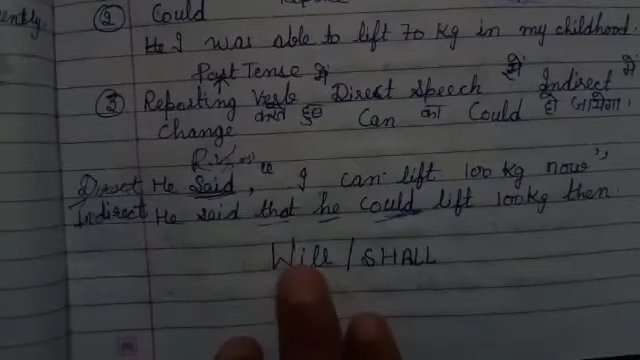 ently.
② Could
He I was able to lift 70 kg in my childhood.
Past Tense में
③ Reporting Verb Direct Speech से Indirect में
change करते हुए Can का Could हो जायेगा।
R.V.
Direct He Said, "I can lift 100 kg now",
Indirect He said that he could lift 100kg then.
Will / SHALL